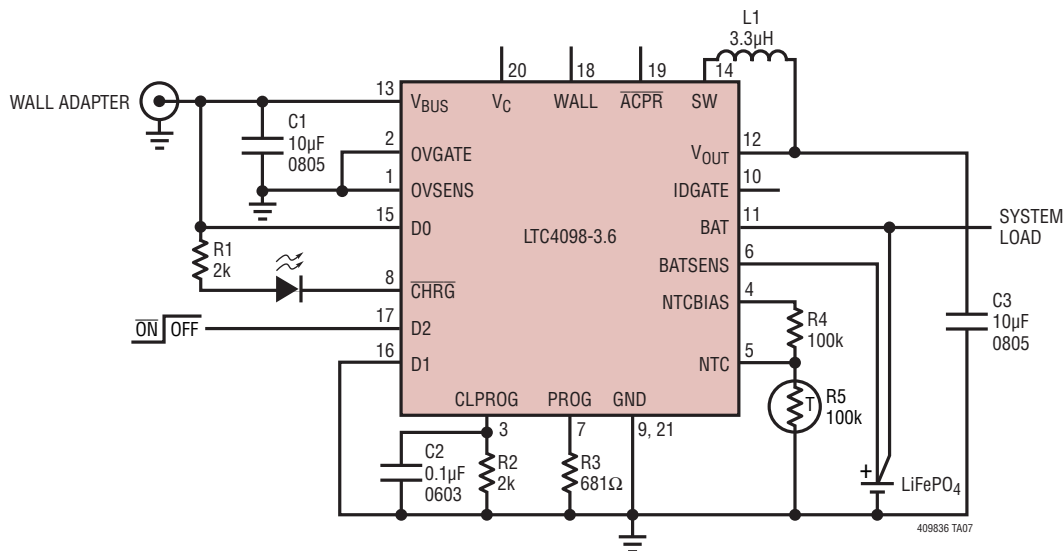 L1
3.3µH
20
18
19
14
VC
WALL
ACPR
SW
WALL ADAPTER
13
VBUS
C1
10µF
0805
2
OVGATE
1
OVSENS
15
D0
R1
2k
8
CHRG
ON OFF
17
D2
16
D1
LTC4098-3.6
VOUT
12
IDGATE
10
BAT
11
SYSTEM
LOAD
BATSENS
6
NTCBIAS
4
R4
100k
NTC
5
T
R5
100k
C3
10µF
0805
CLPROG
PROG
GND
3
7
9, 21
C2
0.1µF
0603
R2
2k
R3
681Ω
+
LiFePO4
409836 TA07